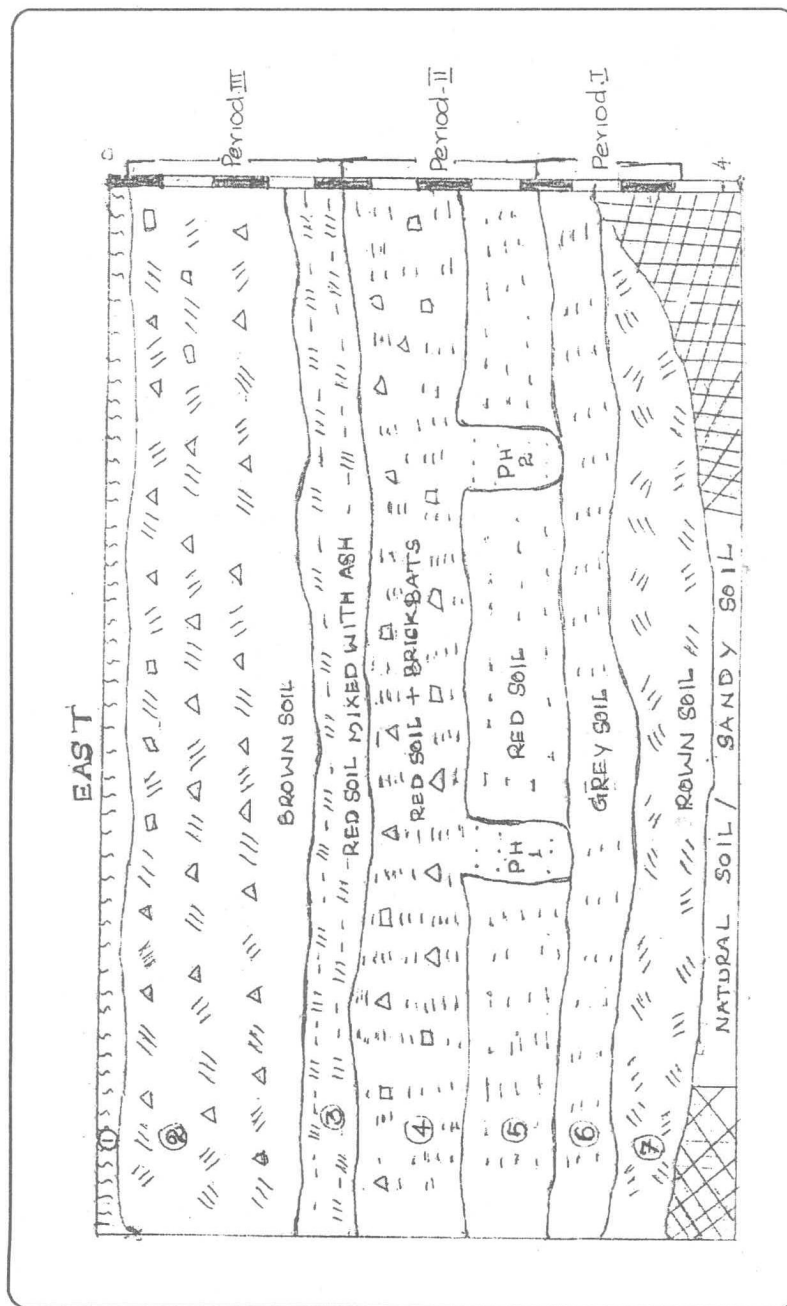 EAST
0
Period III
Period-II
Period-I
4
①
②
BROWN SOIL
③
RED SOIL MIXED WITH ASH
④
RED SOIL + BRICKBATS
⑤
PH
1
RED SOIL
PH
2
⑥
GREY SOIL
⑦
ROWN SOIL
NATURAL SOIL / SANDY SOIL